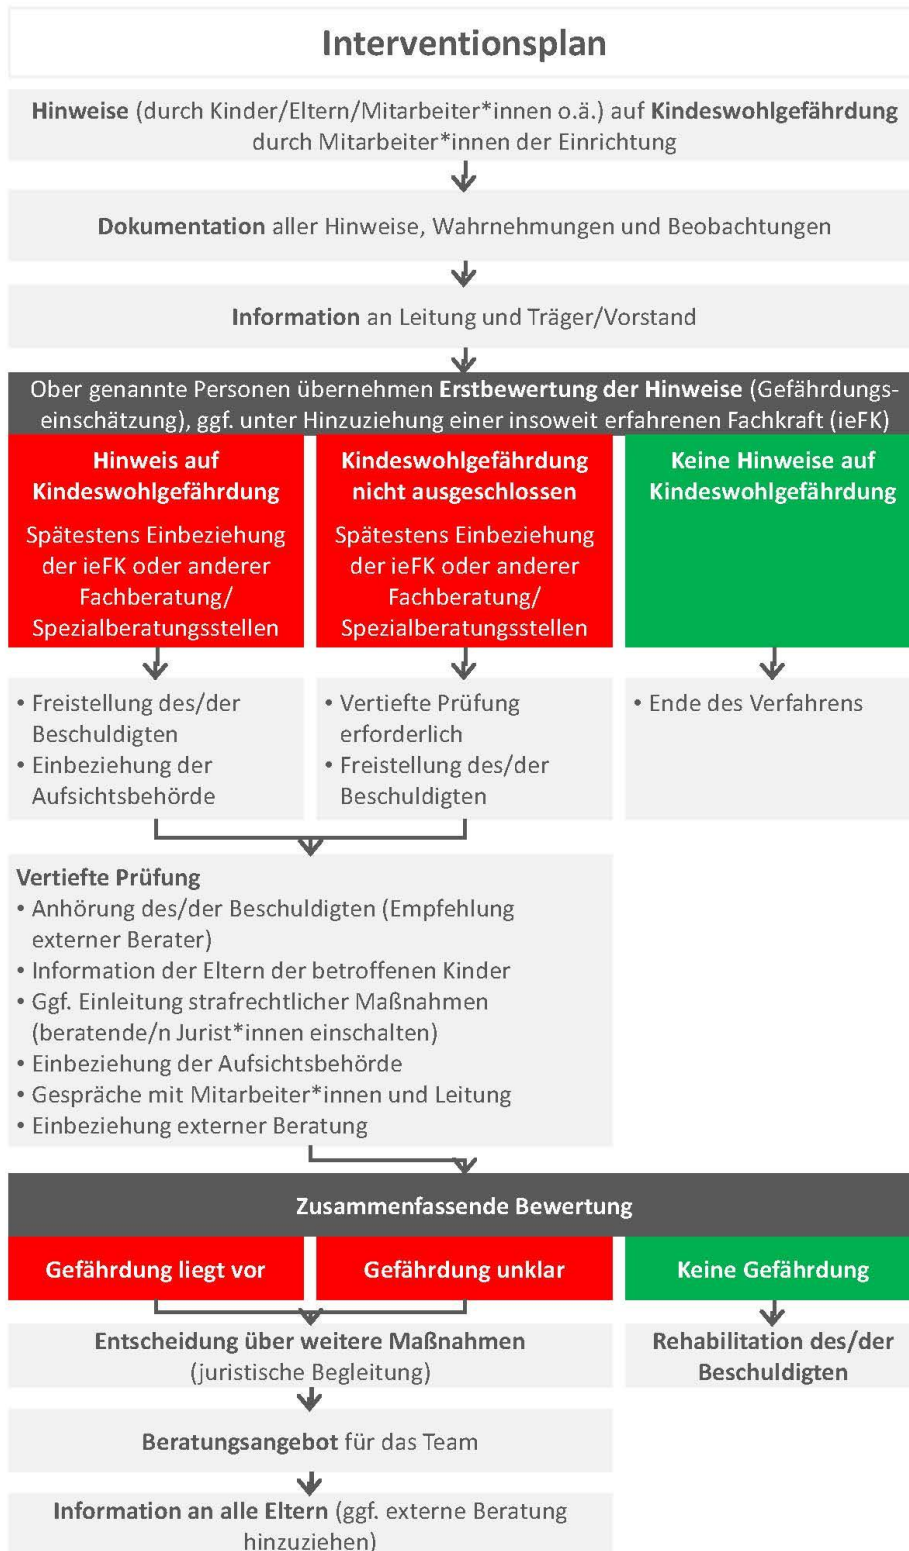 Interventionsplan
Hinweise (durch Kinder/Eltern/Mitarbeiter*innen o.ä.) auf Kindeswohlgefährdung
durch Mitarbeiter*innen der Einrichtung
Dokumentation aller Hinweise, Wahrnehmungen und Beobachtungen
Information an Leitung und Träger/Vorstand
Ober genannte Personen übernehmen Erstbewertung der Hinweise (Gefährdungs-
einschätzung), ggf. unter Hinzuziehung einer insoweit erfahrenen Fachkraft (ieFK)
Hinweis auf
Kindeswohlgefährdung
Spätestens Einbeziehung
der ieFK oder anderer
Fachberatung/
Spezialberatungsstellen
Kindeswohlgefährdung
nicht ausgeschlossen
Spätestens Einbeziehung
der ieFK oder anderer
Fachberatung/
Spezialberatungsstellen
Keine Hinweise auf
Kindeswohlgefährdung
• Freistellung des/der
Beschuldigten
• Einbeziehung der
Aufsichtsbehörde
• Vertiefte Prüfung
erforderlich
• Freistellung des/der
Beschuldigten
• Ende des Verfahrens
Vertiefte Prüfung
• Anhörung des/der Beschuldigten (Empfehlung
externer Berater)
• Information der Eltern der betroffenen Kinder
• Ggf. Einleitung strafrechtlicher Maßnahmen
(beratende/n Jurist*innen einschalten)
• Einbeziehung der Aufsichtsbehörde
• Gespräche mit Mitarbeiter*innen und Leitung
• Einbeziehung externer Beratung
Zusammenfassende Bewertung
Gefährdung liegt vor
Gefährdung unklar
Keine Gefährdung
Entscheidung über weitere Maßnahmen
(juristische Begleitung)
Rehabilitation des/der
Beschuldigten
Beratungsangebot für das Team
Information an alle Eltern (ggf. externe Beratung
hinzuziehen)